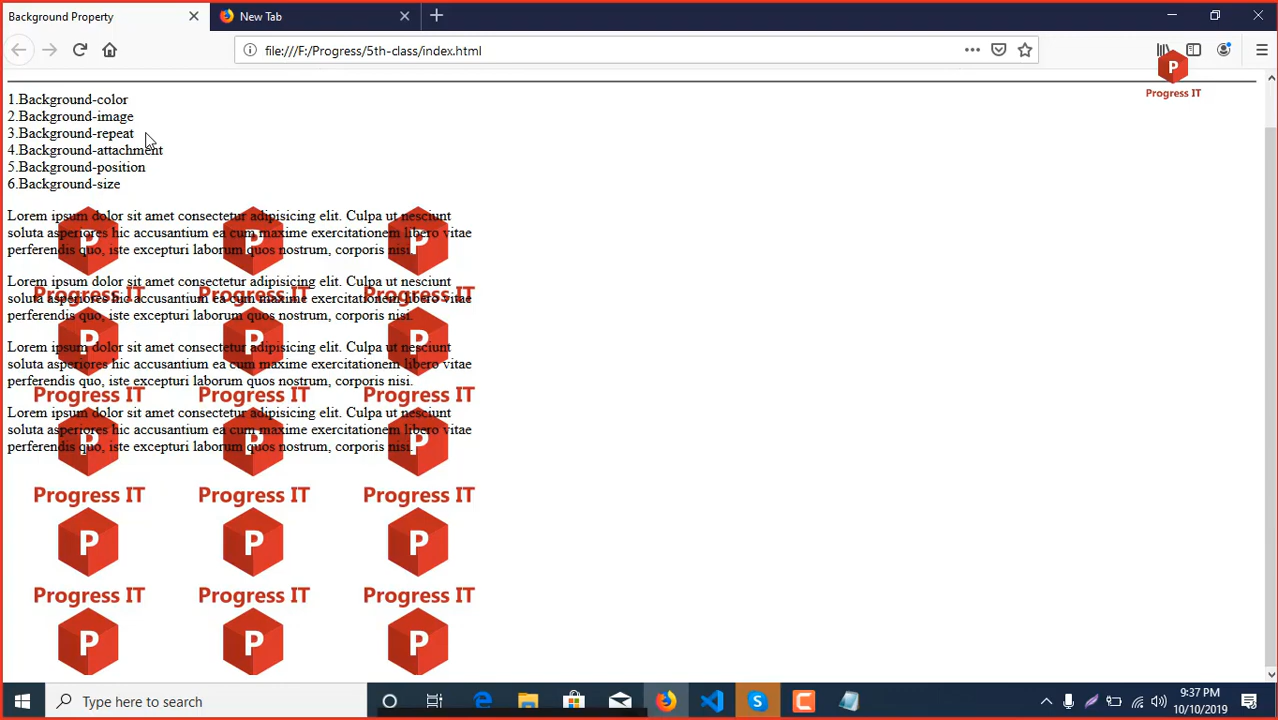 Background Property
New Tab
file:///F:/Progress/5th-class/index.html
P
Progress IT
1.Background-color
2.Background-image
3.Background-repeat
4.Background-attachment
5.Background-position
6.Background-size
Lorem ipsum dolor sit amet consectetur adipisicing elit. Culpa ut nesciunt
soluta asperiores hic accusantium ea cum maxime exercitationem libero vitae
perferendis quo, iste excepturi laborum quos nostrum, corporis nisi.
P P P
Lorem ipsum dolor sit amet consectetur adipisicing elit. Culpa ut nesciunt
soluta asperiores hic accusantium ea cum maxime exercitationem libero vitae
perferendis quo, iste excepturi laborum quos nostrum, corporis nisi.
Progress IT Progress IT Progress IT
P P P
Lorem ipsum dolor sit amet consectetur adipisicing elit. Culpa ut nesciunt
soluta asperiores hic accusantium ea cum maxime exercitationem libero vitae
perferendis quo, iste excepturi laborum quos nostrum, corporis nisi.
Progress IT Progress IT Progress IT
Lorem ipsum dolor sit amet consectetur adipisicing elit. Culpa ut nesciunt
soluta asperiores hic accusantium ea cum maxime exercitationem libero vitae
perferendis quo, iste excepturi laborum quos nostrum, corporis nisi.
P P P
Progress IT Progress IT Progress IT
P P P
Progress IT Progress IT Progress IT
P P P
Type here to search
9:37 PM
10/10/2019